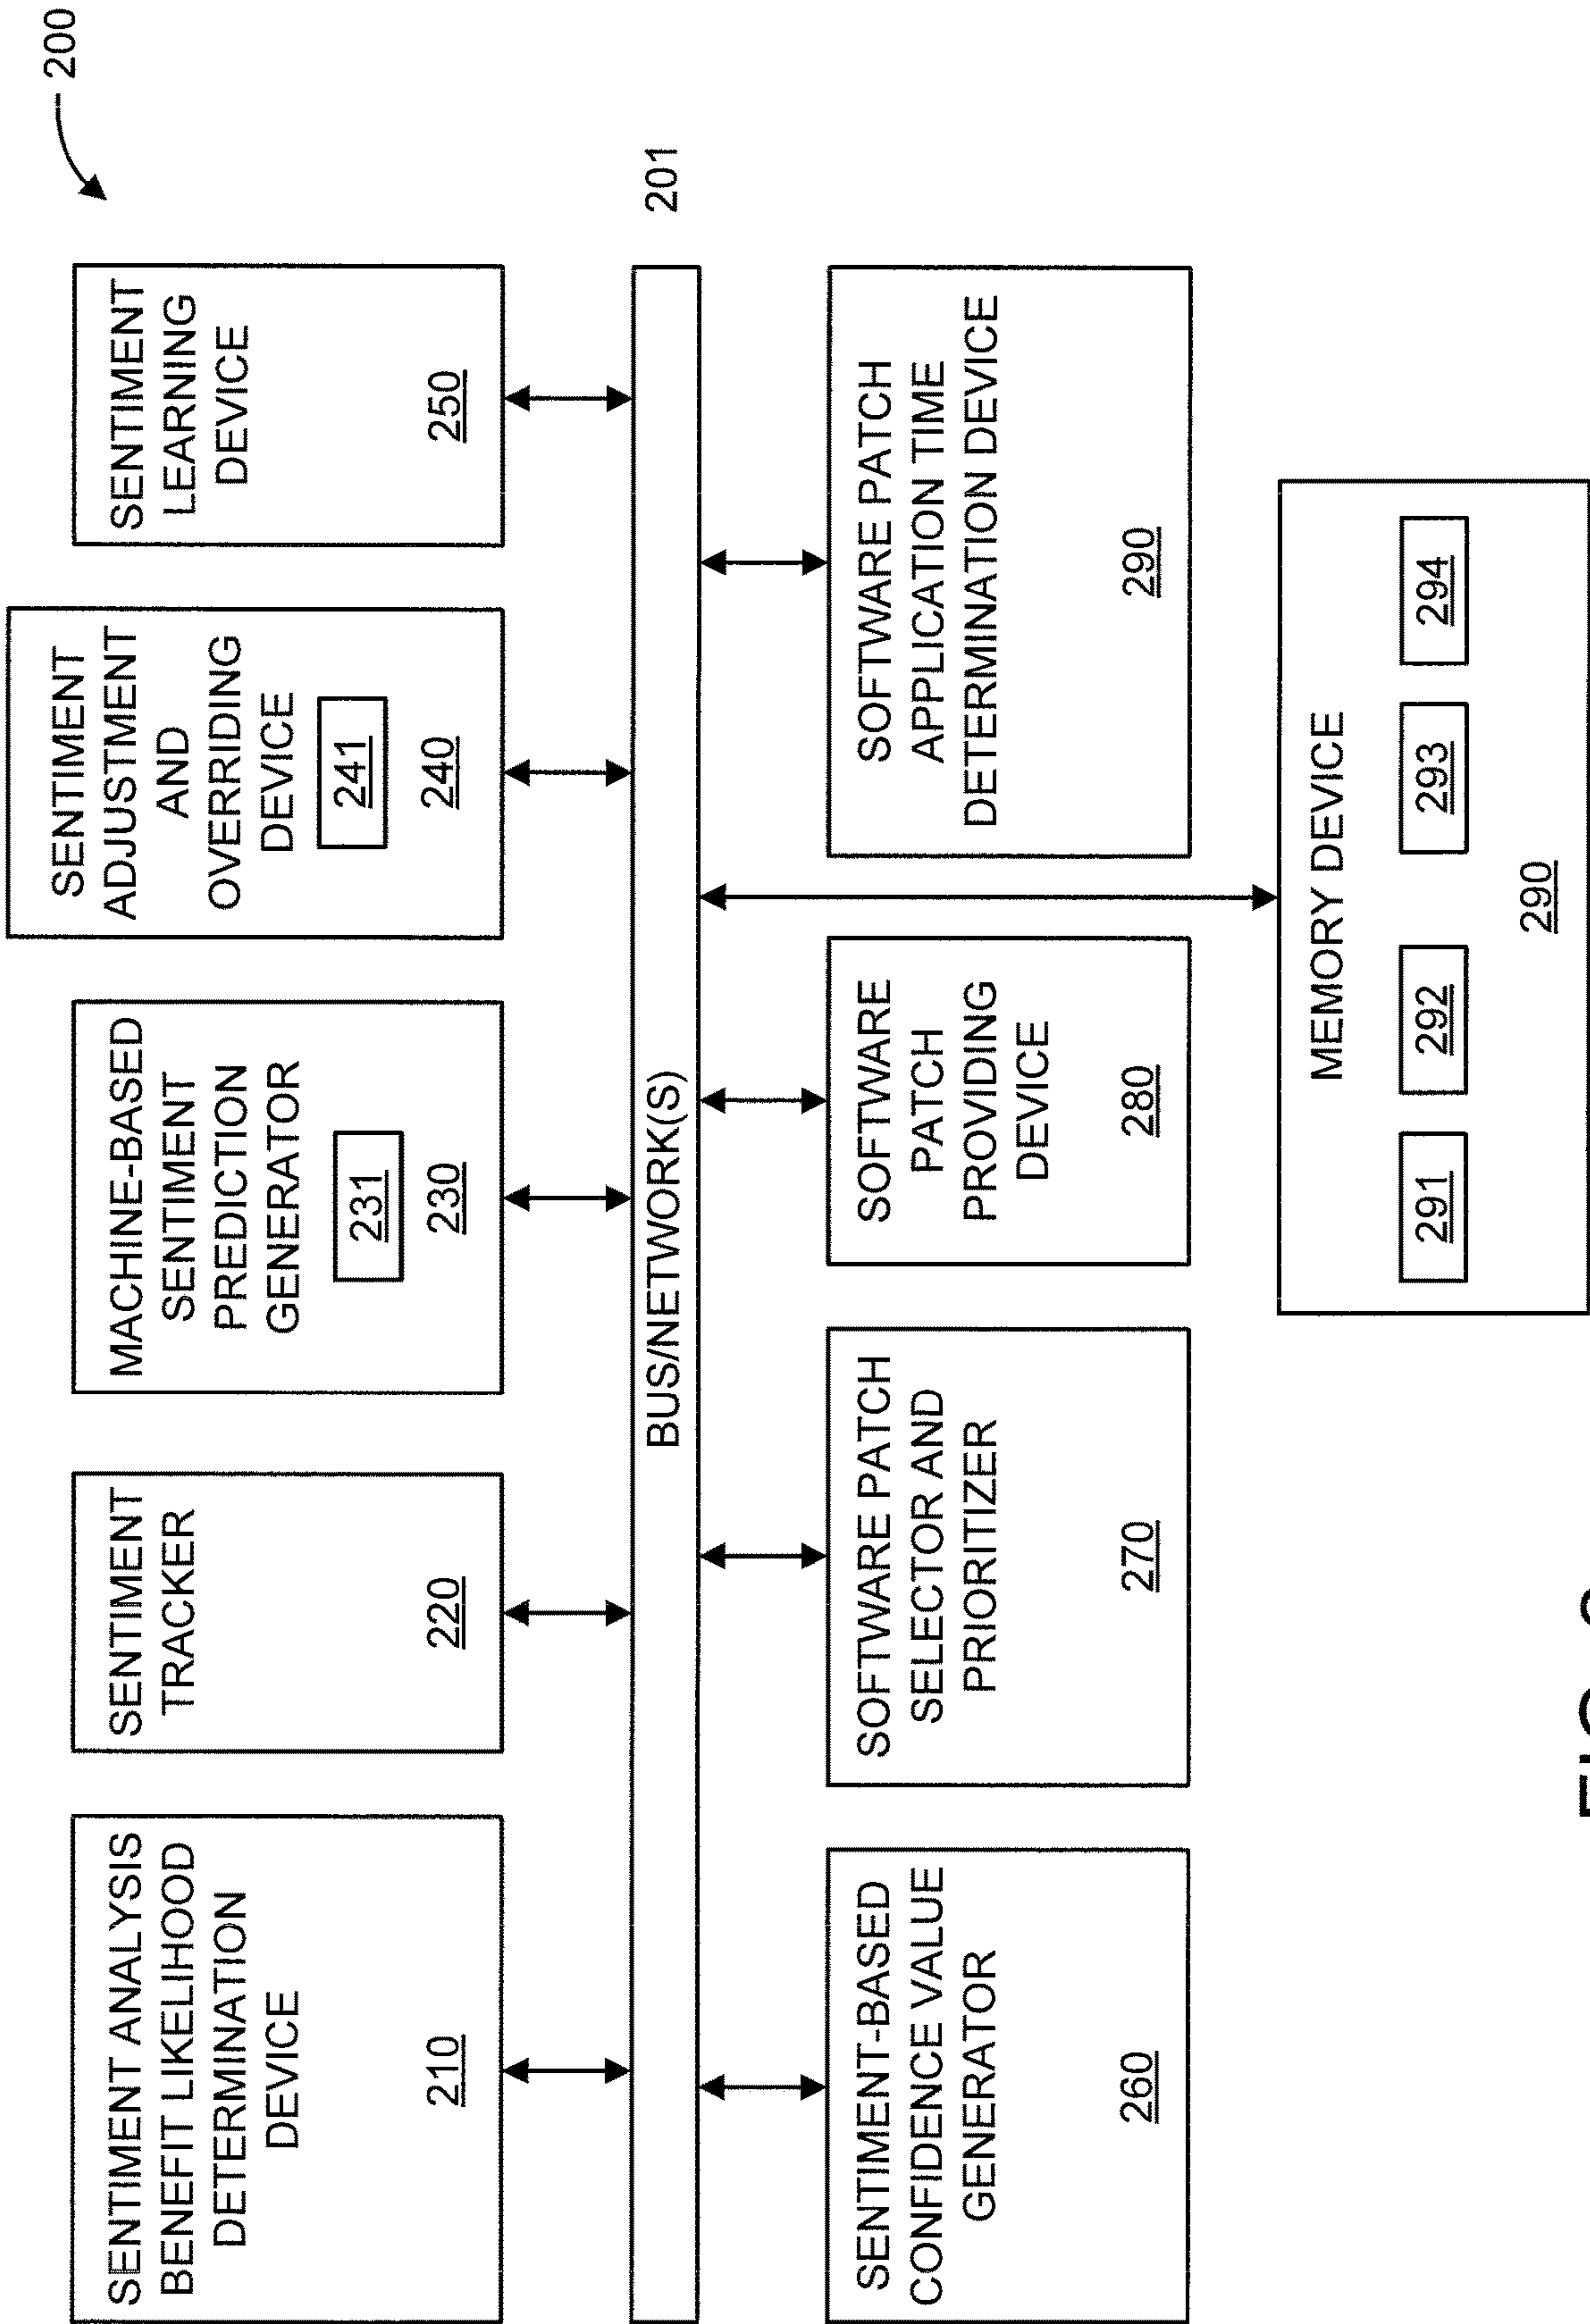 200
SENTIMENT ANALYSIS
BENEFIT LIKELIHOOD
DETERMINATION
DEVICE
210
SENTIMENT
TRACKER
220
MACHINE-BASED
SENTIMENT
PREDICTION
GENERATOR
231
230
SENTIMENT
ADJUSTMENT
AND
OVERRIDING
DEVICE
241
240
SENTIMENT
LEARNING
DEVICE
250
BUS/NETWORK(S)
201
SENTIMENT-BASED
CONFIDENCE VALUE
GENERATOR
260
SOFTWARE PATCH
SELECTOR AND
PRIORITIZER
270
SOFTWARE
PATCH
PROVIDING
DEVICE
280
SOFTWARE PATCH
APPLICATION TIME
DETERMINATION DEVICE
290
MEMORY DEVICE
291
292
293
294
290
FIG.